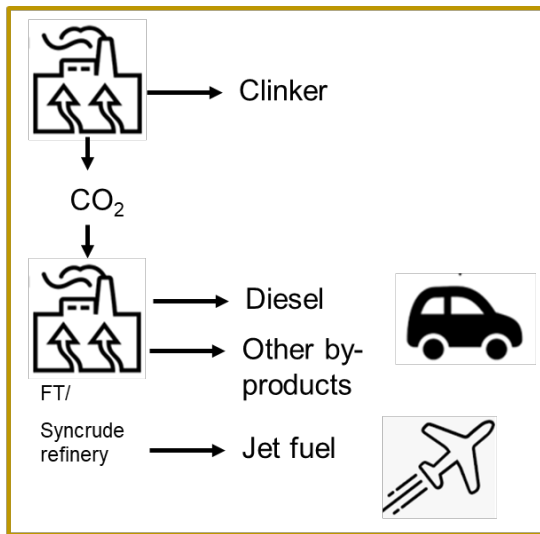 Clinker
CO₂
Diesel
Other by-
products
FT/
Syncrude
refinery
Jet fuel